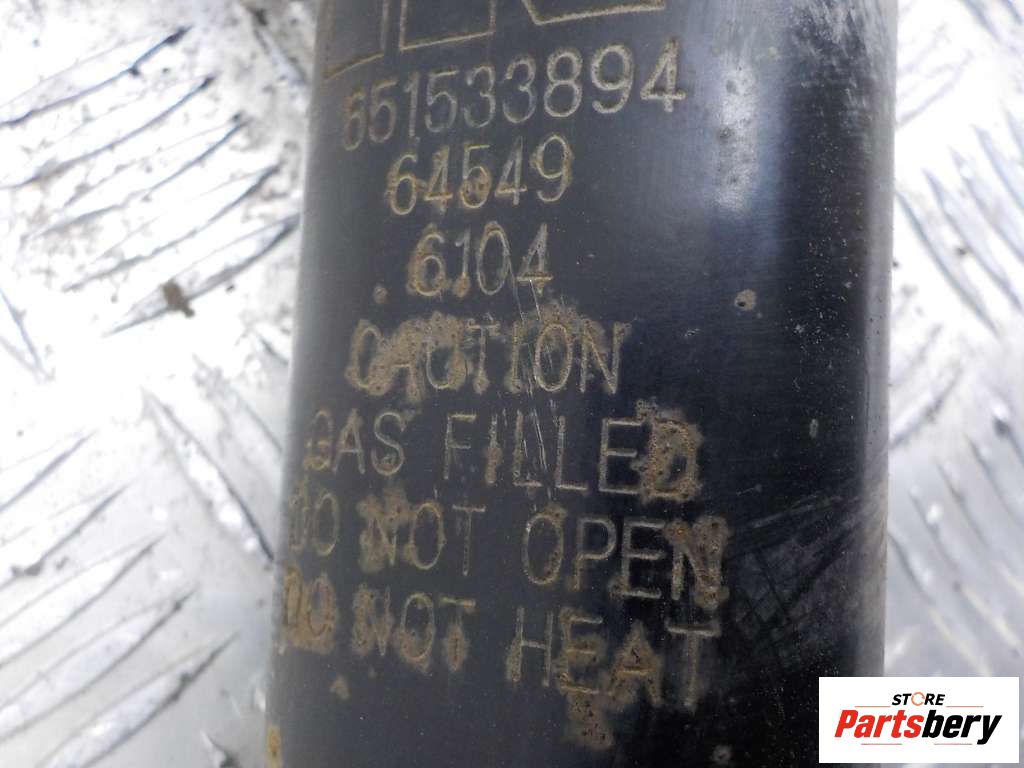 651533894
64549
6104
CAUTION
GAS FILLED
DO NOT OPEN
DO NOT HEAT
STORE
Partsbery